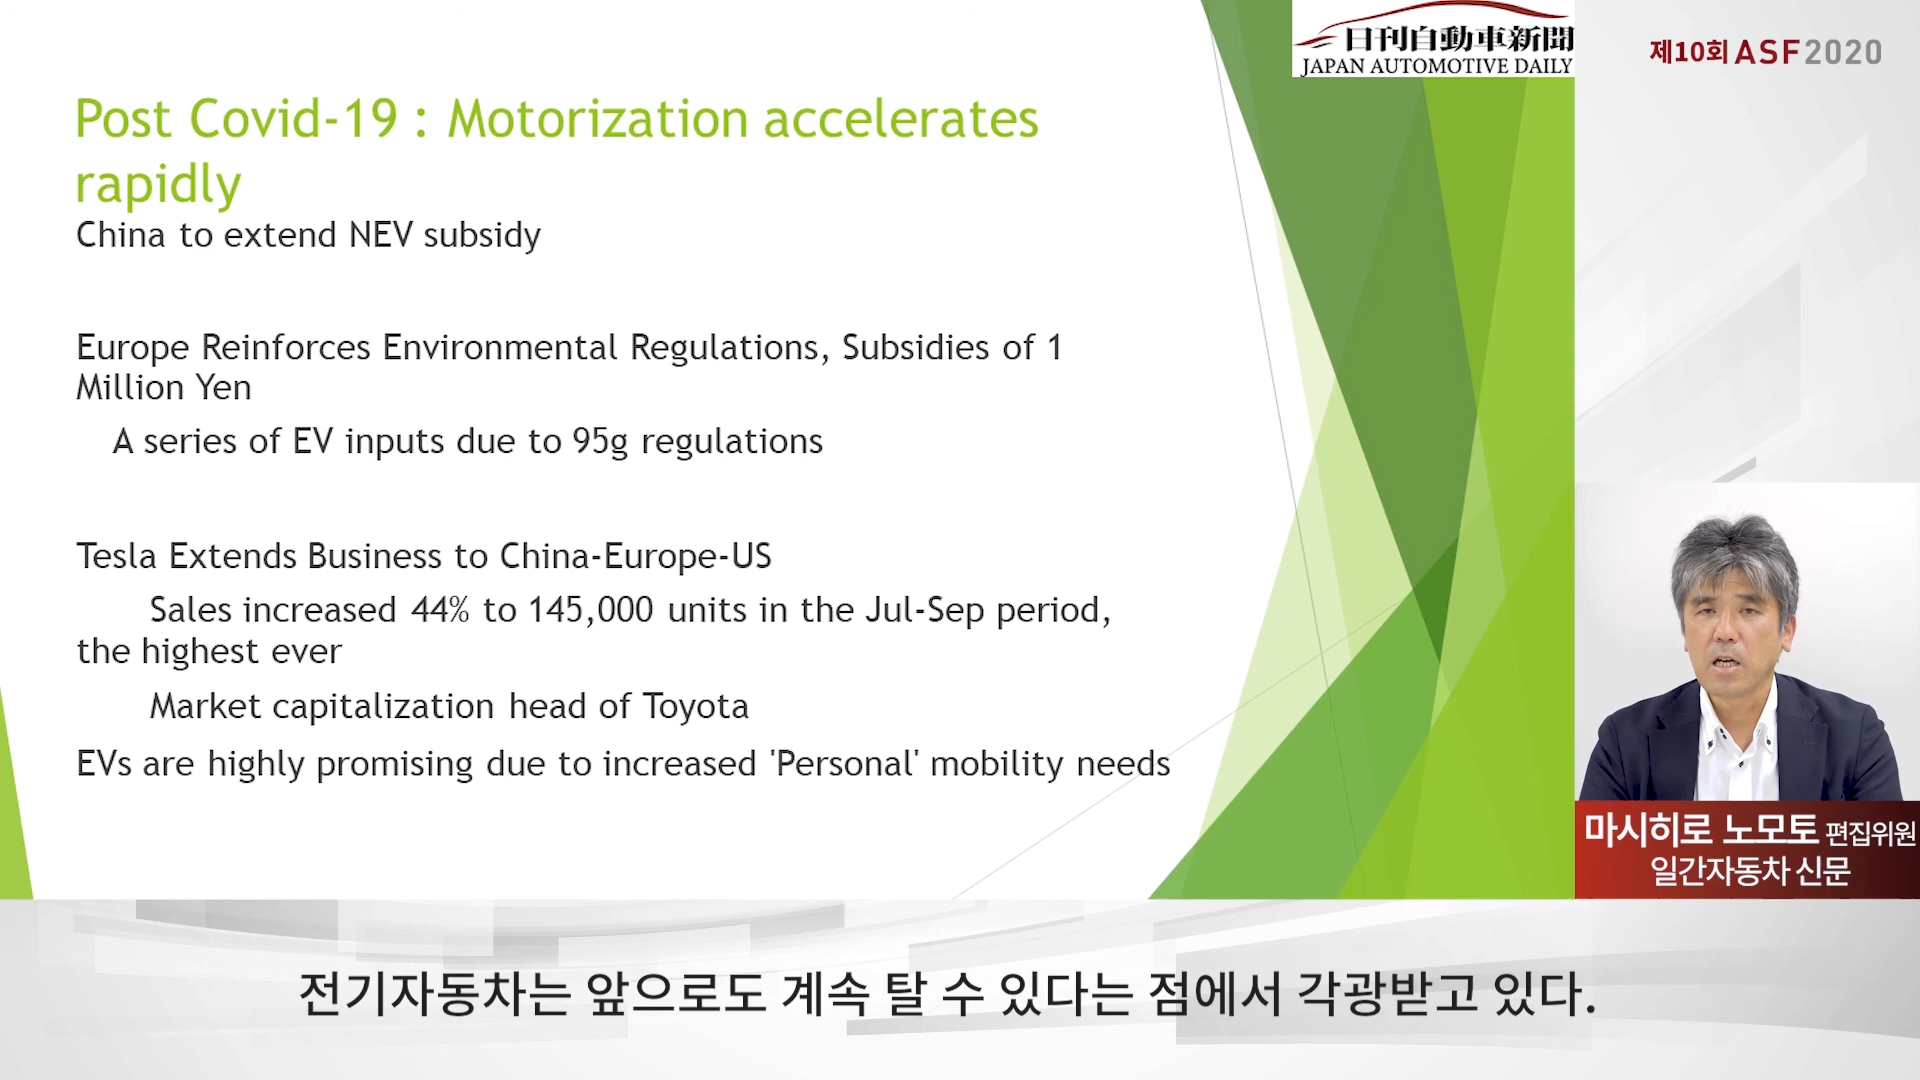 日刊自動車新聞
JAPAN AUTOMOTIVE DAILY
제10회 ASF2020
Post Covid-19 : Motorization accelerates
rapidly
China to extend NEV subsidy
Europe Reinforces Environmental Regulations, Subsidies of 1
Million Yen
A series of EV inputs due to 95g regulations
Tesla Extends Business to China-Europe-US
Sales increased 44% to 145,000 units in the Jul-Sep period,
the highest ever
Market capitalization head of Toyota
EVs are highly promising due to increased 'Personal' mobility needs
마시히로 노모토 편집위원
일간자동차 신문
전기자동차는 앞으로도 계속 탈 수 있다는 점에서 각광받고 있다.